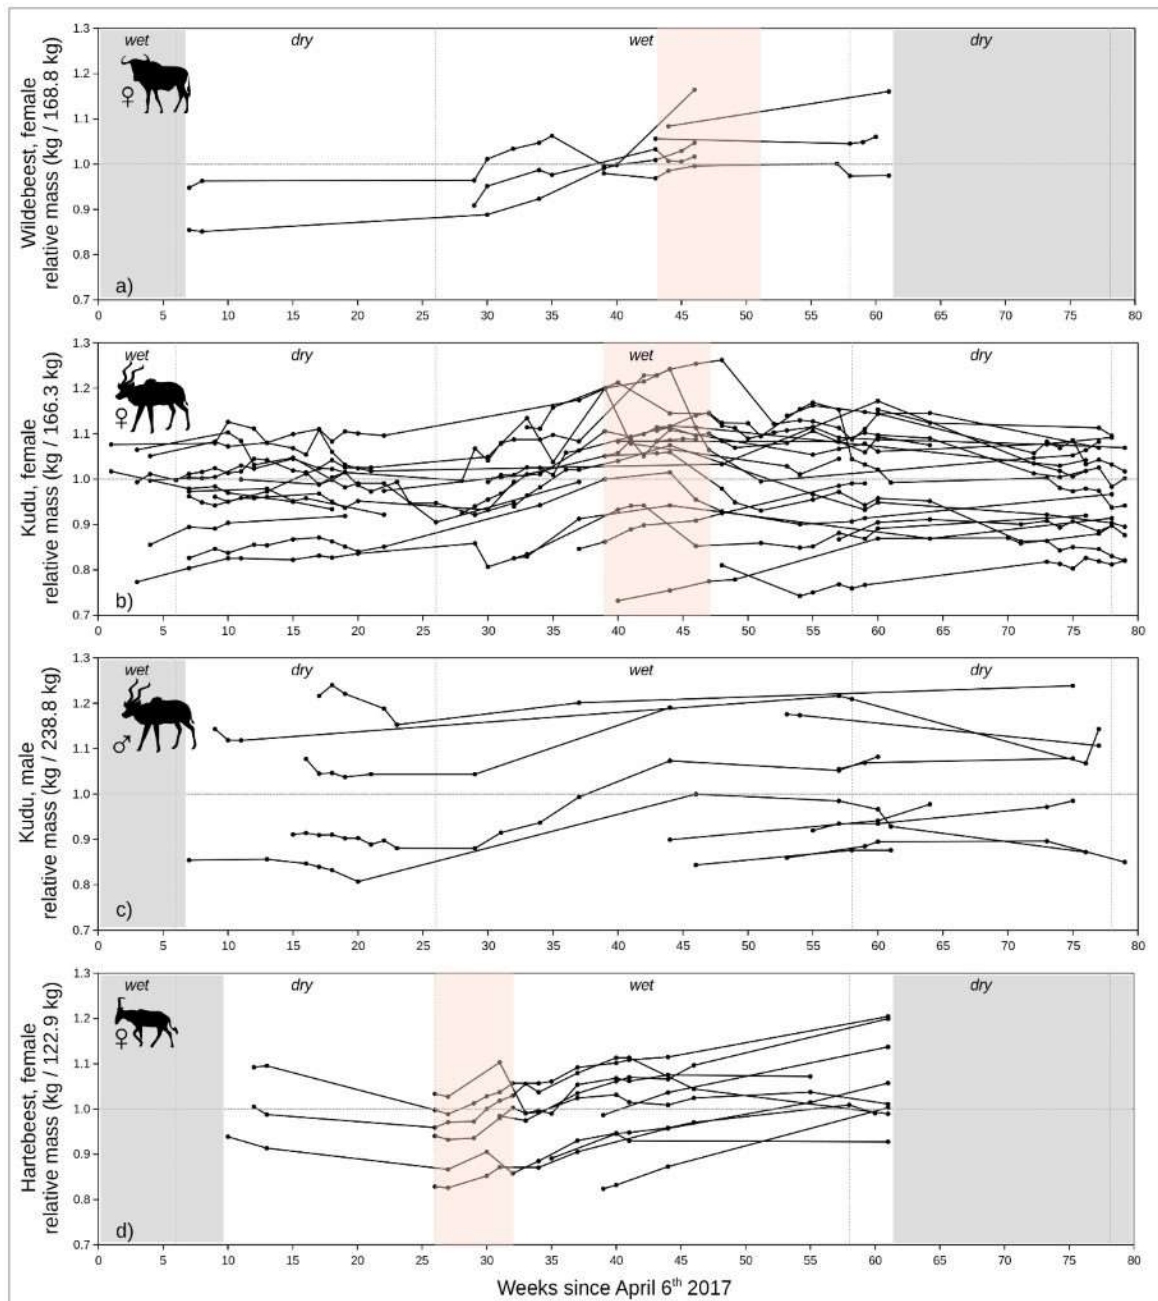 1.3
wet dry wet dry
1.2
1.1
1.0
0.9
0.8
0.7
Wildebeest, female
relative mass (kg / 168.8 kg)
♀
a)
0 5 10 15 20 25 30 35 40 45 50 55 60 65 70 75 80
1.3
wet dry wet dry
1.2
1.1
1.0
0.9
0.8
0.7
Kudu, female
relative mass (kg / 166.3 kg)
♀
b)
0 5 10 15 20 25 30 35 40 45 50 55 60 65 70 75 80
1.3
wet dry wet dry
1.2
1.1
1.0
0.9
0.8
0.7
Kudu, male
relative mass (kg / 238.8 kg)
♂
c)
0 5 10 15 20 25 30 35 40 45 50 55 60 65 70 75 80
1.3
wet dry wet dry
1.2
1.1
1.0
0.9
0.8
0.7
Hartebeest, female
relative mass (kg / 122.9 kg)
♀
d)
0 5 10 15 20 25 30 35 40 45 50 55 60 65 70 75 80
Weeks since April 6th 2017